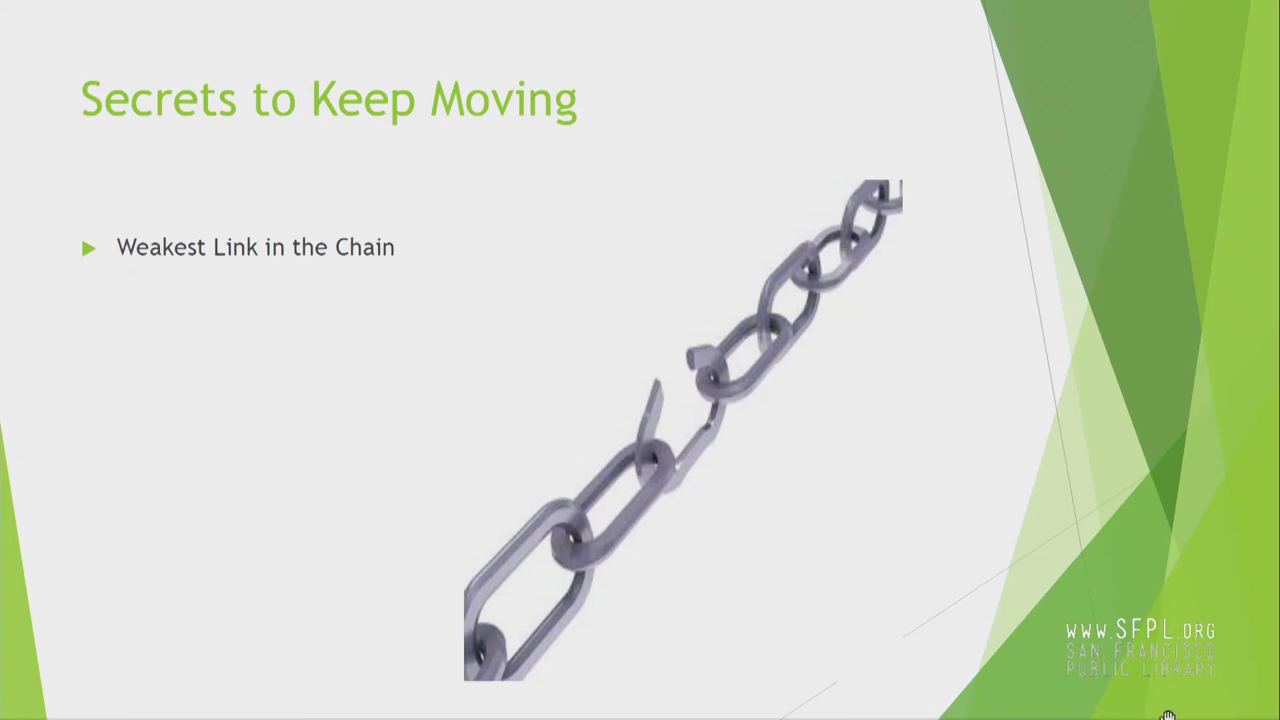 Secrets to Keep Moving
Weakest Link in the Chain
WWW.SFPL.ORG
SAN FRANCISCO
PUBLIC LIBRARY